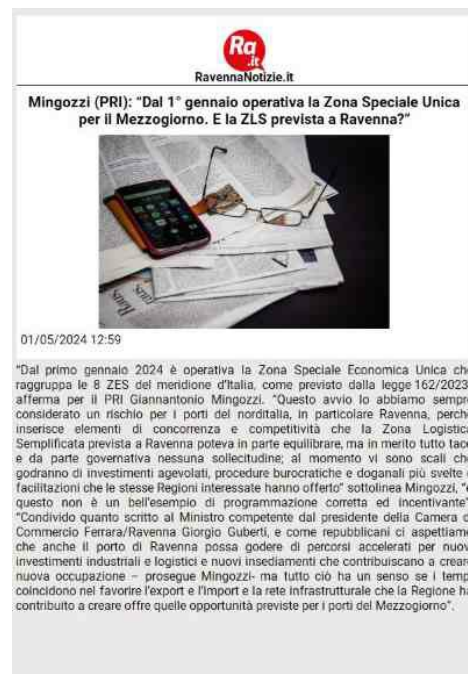 Ra
.it
RavennaNotizie.it
Mingozzi (PRI): “Dal 1° gennaio operativa la Zona Speciale Unica
per il Mezzogiorno. E la ZLS prevista a Ravenna?”
01/05/2024 12:59
“Dal primo gennaio 2024 è operativa la Zona Speciale Economica Unica che
raggruppa le 8 ZES del meridione d’Italia, come previsto dalla legge 162/2023”
afferma per il PRI Giannantonio Mingozzi. “Questo avvio lo abbiamo sempre
considerato un rischio per i porti del norditalia, in particolare Ravenna, perch
inserisce elementi di concorrenza e competitività che la Zona Logistic
Semplificata prevista a Ravenna poteva in parte equilibrare, ma in merito tutto tace
e da parte governativa nessuna sollecitudine; al momento vi sono scali che
godranno di investimenti agevolati, procedure burocratiche e doganali più svelte
facilitazioni che le stesse Regioni interessate hanno offerto” sottolinea Mingozzi, “e
questo non è un bell’esempio di programmazione corretta ed incentivante”.
“Condivido quanto scritto al Ministro competente dal presidente della Camera d
Commercio Ferrara/Ravenna Giorgio Guberti, e come repubblicani ci aspettiamo
che anche il porto di Ravenna possa godere di percorsi accelerati per nuov
investimenti industriali e logistici e nuovi insediamenti che contribuiscano a creare
nuova occupazione – prosegue Mingozzi- ma tutto ciò ha un senso se i temp
coincidono nel favorire l’export e l’import e la rete infrastrutturale che la Regione ha
contribuito a creare offre quelle opportunità previste per i porti del Mezzogiorno”.